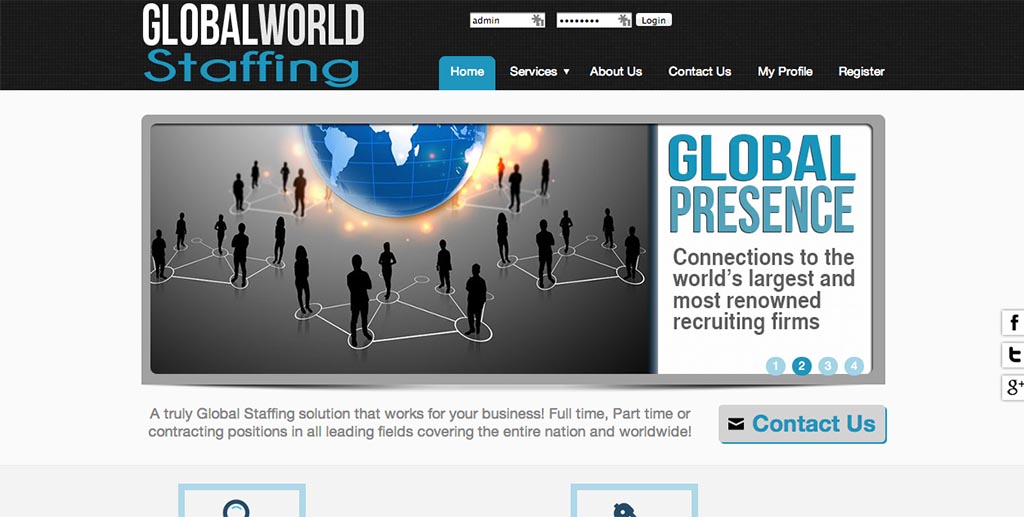 GLOBALWORLD
Staffing
admin
••••••••
Login
Home
Services ▼
About Us
Contact Us
My Profile
Register
GLOBAL
PRESENCE
Connections to the
world's largest and
most renowned
recruiting firms
1 2 3 4
f
t
g+
A truly Global Staffing solution that works for your business! Full time, Part time or
contracting positions in all leading fields covering the entire nation and worldwide!
Contact Us